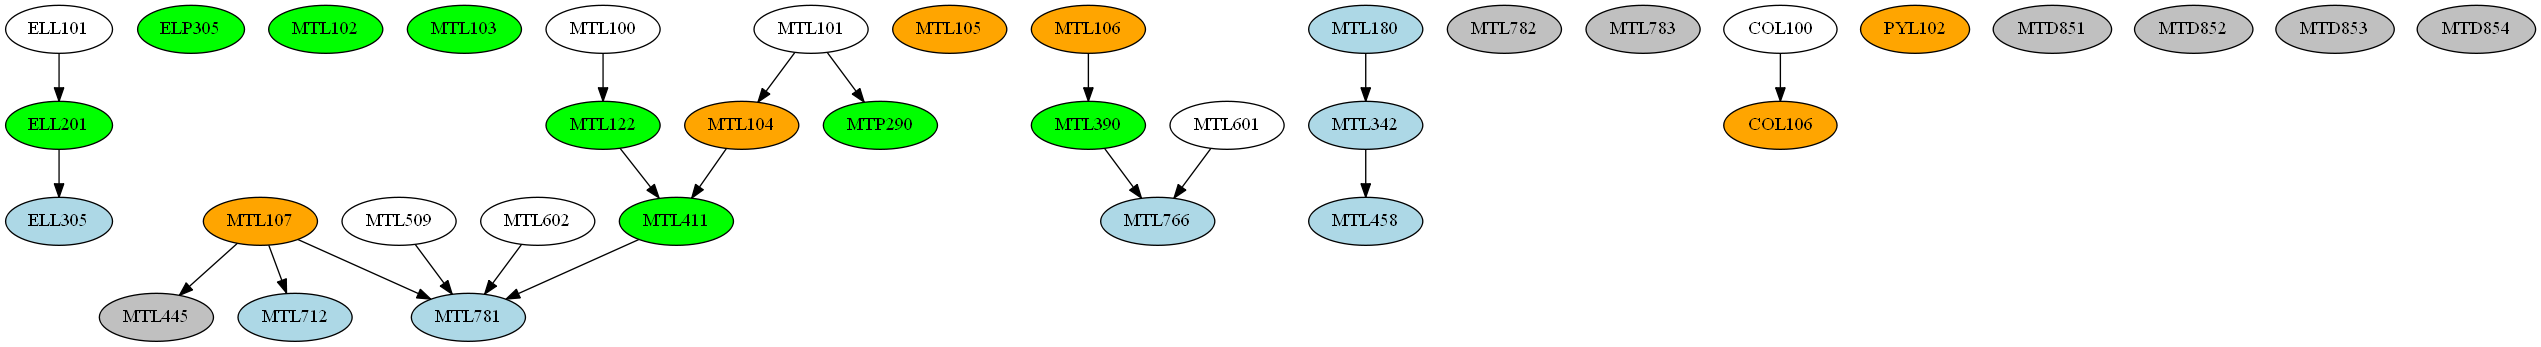 ELL101 ELP305 MTL102 MTL103 MTL100 MTL101 MTL105 MTL106 MTL180 MTL782 MTL783 COL100 PYL102 MTD851 MTD852 MTD853 MTD854
ELL201 MTL122 MTL104 MTP290 MTL390 MTL601 MTL342 COL106
ELL305 MTL107 MTL509 MTL602 MTL411 MTL766 MTL458
MTL445 MTL712 MTL781